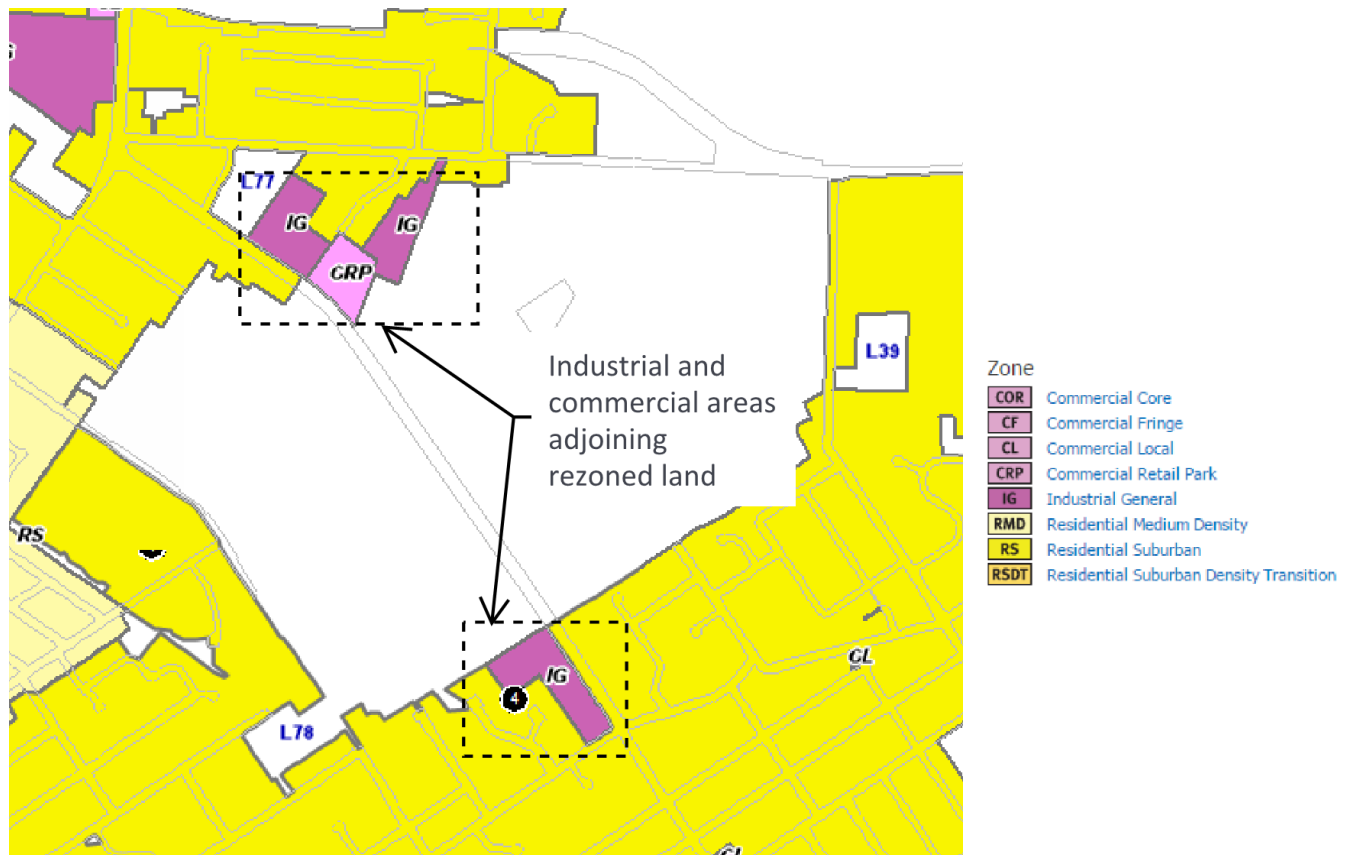 L77
IG
IG
CRP
Industrial and
commercial areas
adjoining
rezoned land
L39
RS
CL
IG
4
L78
Zone
COR Commercial Core
CF Commercial Fringe
CL Commercial Local
CRP Commercial Retail Park
IG Industrial General
RMD Residential Medium Density
RS Residential Suburban
RSDT Residential Suburban Density Transition